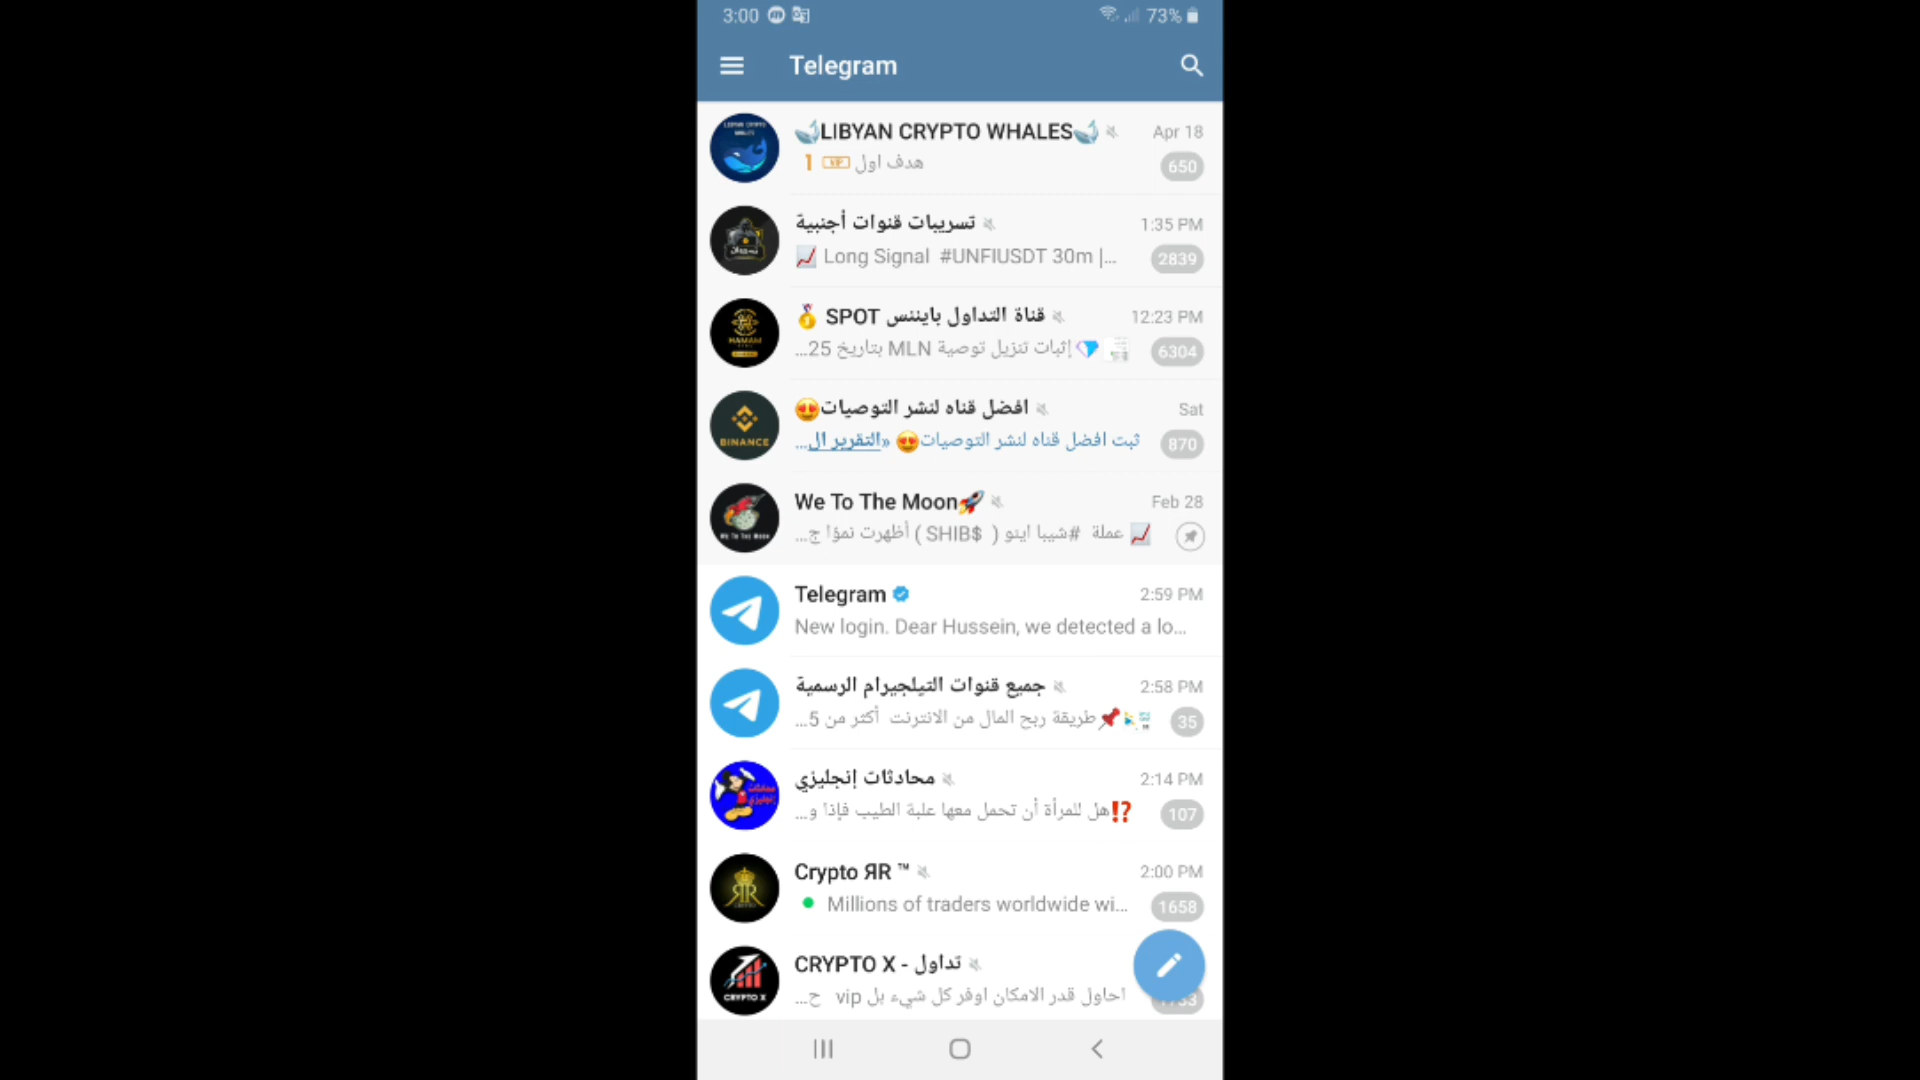 3:00 73%
Telegram
LIBYAN CRYPTO WHALES Apr 18
هدف اول VIP 1 650
تسريبات قنوات أجنبية 1:35 PM
Long Signal #UNFIUSDT 30m |... 2839
قناة التداول بايننس SPOT 12:23 PM
إثبات تنزيل توصية MLN بتاريخ 25... 6304
BINANCE
افضل قناه لنشر التوصيات Sat
ثبت افضل قناه لنشر التوصيات «التقرير ال... 870
We To The Moon Feb 28
عملة #شيبا اينو ( SHIB$ ) أظهرت نمؤا ج...
Telegram 2:59 PM
New login. Dear Hussein, we detected a lo...
جميع قنوات التيلجيرام الرسمية 2:58 PM
طريقة ربح المال من الانترنت أكثر من 5... 35
محادثات إنجليزي 2:14 PM
هل للمرأة أن تحمل معها علبة الطيب فإذا و... 107
Crypto ЯR ™ 2:00 PM
Millions of traders worldwide wi... 1658
CRYPTO X - تداول
احاول قدر الامكان اوفر كل شيء بل vip ح...
CRYPTO X